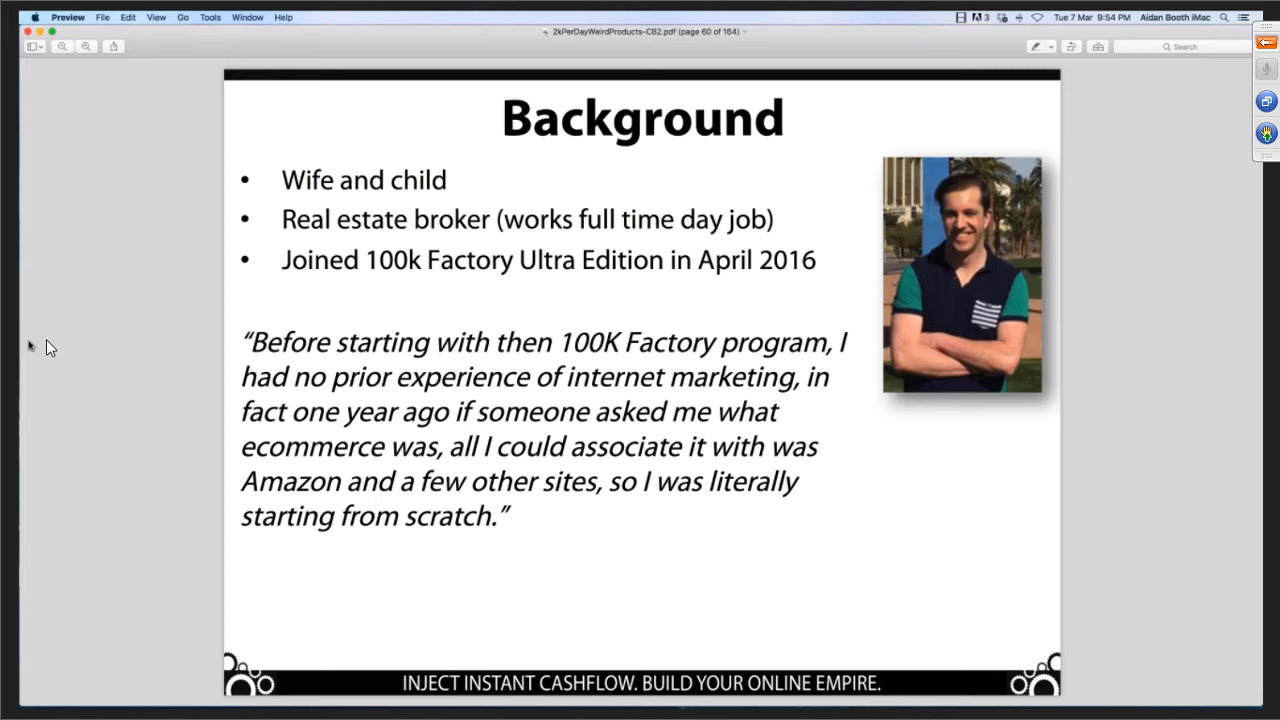 Preview File Edit View Go Tools Window Help
3 Tue 7 Mar 9:54 PM Aidan Booth iMac
2kPerDayWeirdProducts-CB2.pdf (page 60 of 164)
Search
Background
• Wife and child
• Real estate broker (works full time day job)
• Joined 100k Factory Ultra Edition in April 2016
“Before starting with then 100K Factory program, I
had no prior experience of internet marketing, in
fact one year ago if someone asked me what
ecommerce was, all I could associate it with was
Amazon and a few other sites, so I was literally
starting from scratch.”
INJECT INSTANT CASHFLOW. BUILD YOUR ONLINE EMPIRE.